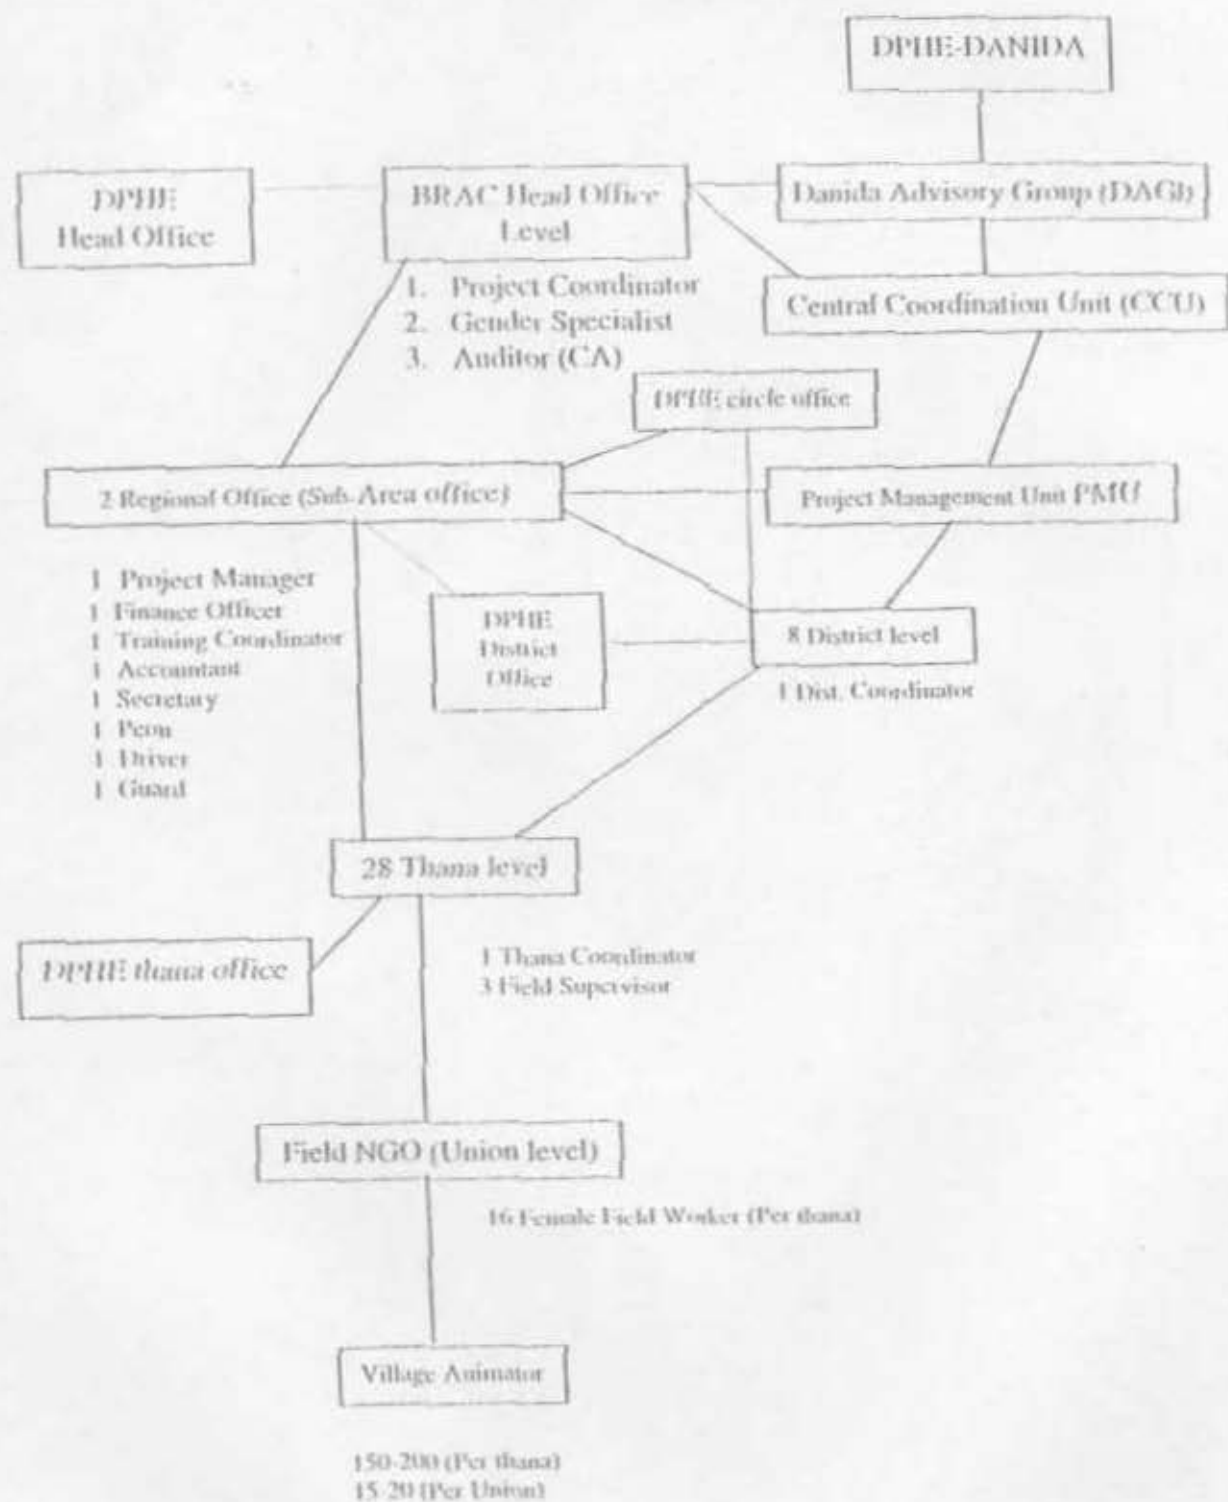 DPHE-DANIDA
DPHE
Head Office
BRAC Head Office
Level
Danida Advisory Group (DAGI)
Central Coordination Unit (CCU)
1. Project Coordinator
2. Gender Specialist
3. Auditor (CA)
DPHE circle office
2 Regional Office (Sub-Area office)
Project Management Unit PMU
1 Project Manager
1 Finance Officer
1 Training Coordinator
1 Accountant
1 Secretary
1 Peon
1 Driver
1 Guard
DPHE
District
Office
8 District level
1 Dist. Coordinator
28 Thana level
DPHE thana office
1 Thana Coordinator
3 Field Supervisor
Field NGO (Union level)
16 Female Field Worker (Per thana)
Village Animator
150-200 (Per thana)
15-20 (Per Union)